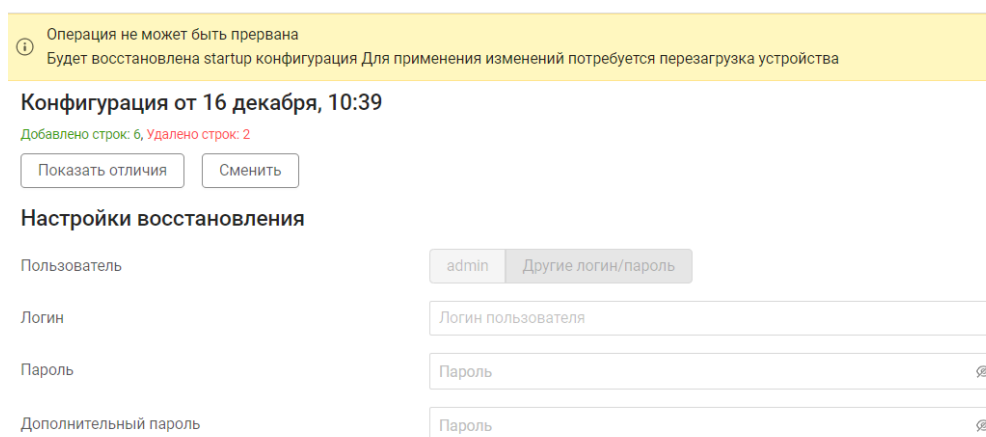 Операция не может быть прервана
Будет восстановлена startup конфигурация Для применения изменений потребуется перезагрузка устройства
Конфигурация от 16 декабря, 10:39
Добавлено строк: 6, Удалено строк: 2
Показать отличия Сменить
Настройки восстановления
Пользователь admin Другие логин/пароль
Логин Логин пользователя
Пароль Пароль
Дополнительный пароль Пароль